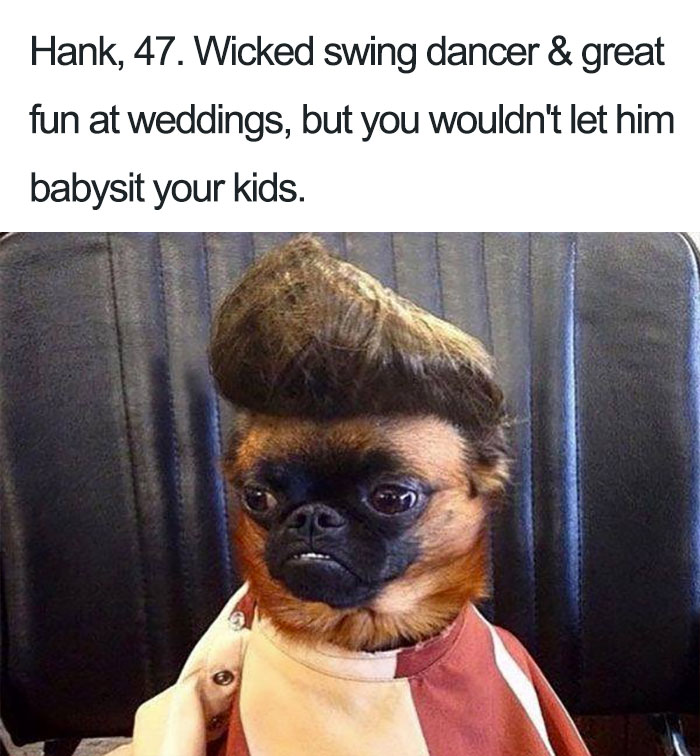 Hank, 47. Wicked swing dancer & great
fun at weddings, but you wouldn't let him
babysit your kids.